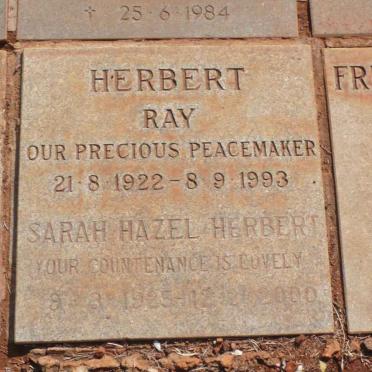 † 25·6·1984
HERBERT
RAY
OUR PRECIOUS PEACEMAKER
21·8·1922-8·9·1993
SARAH HAZEL HERBERT
YOUR COUNTENANCE IS LOVELY
FR